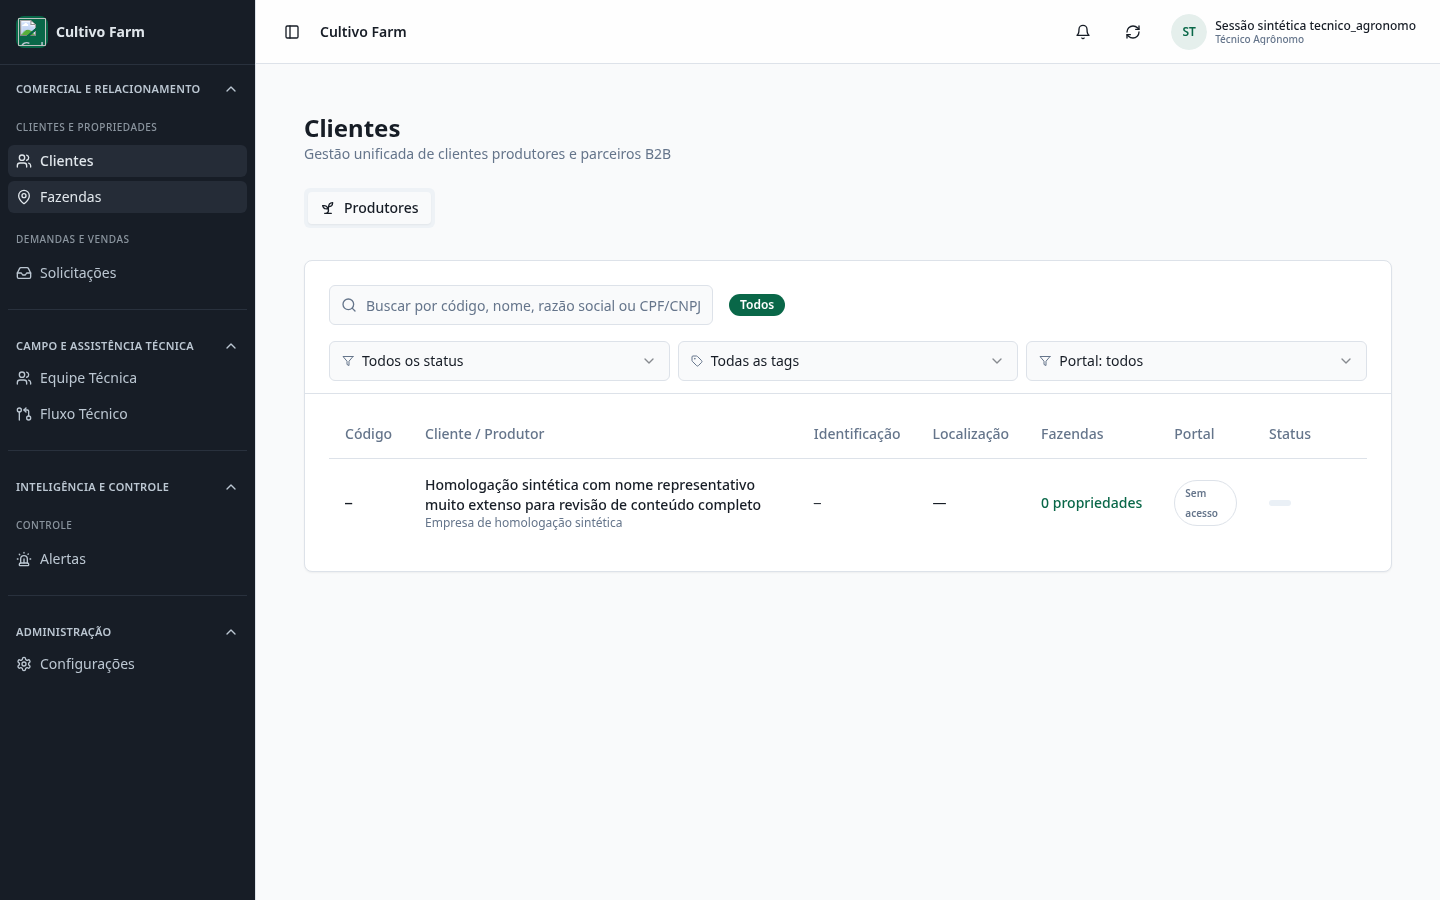 Cultivo Farm
COMERCIAL E RELACIONAMENTO
CLIENTES E PROPRIEDADES
Clientes
Fazendas
DEMANDAS E VENDAS
Solicitações
CAMPO E ASSISTÊNCIA TÉCNICA
Equipe Técnica
Fluxo Técnico
INTELIGÊNCIA E CONTROLE
CONTROLE
Alertas
ADMINISTRAÇÃO
Configurações
Cultivo Farm
ST
Sessão sintética tecnico_agronomo
Técnico Agrônomo
Clientes
Gestão unificada de clientes produtores e parceiros B2B
Produtores
Buscar por código, nome, razão social ou CPF/CNPJ
Todos
Todos os status
Todas as tags
Portal: todos
Código Cliente / Produtor Identificação Localização Fazendas Portal Status
–
Homologação sintética com nome representativo
muito extenso para revisão de conteúdo completo
Empresa de homologação sintética
–
—
0 propriedades
Sem
acesso